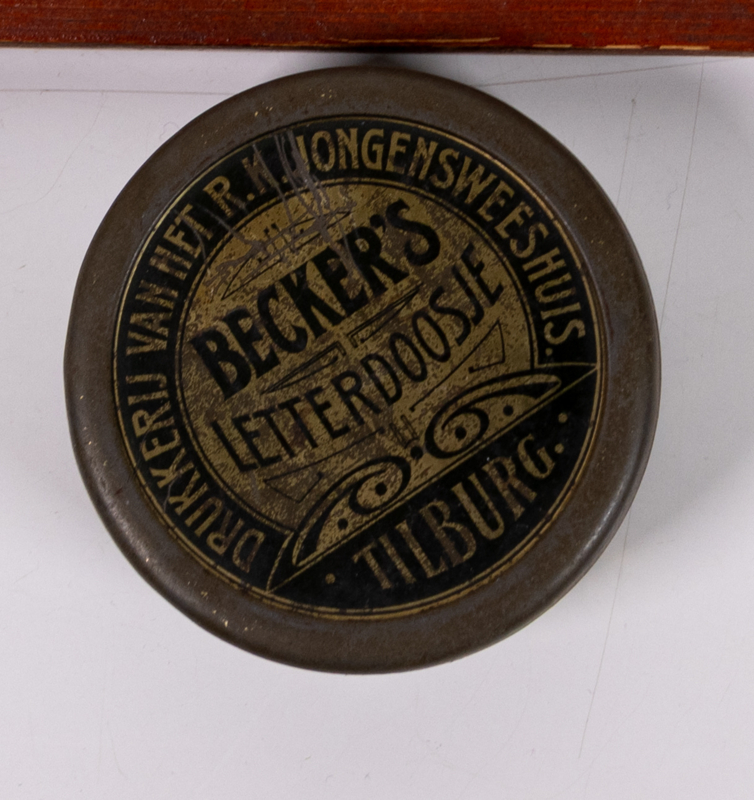 DRUKKERIJ VAN HET R.K. JONGENSWEESHUIS.
BECKER'S
LETTERDOOSJE
· TILBURG. ·